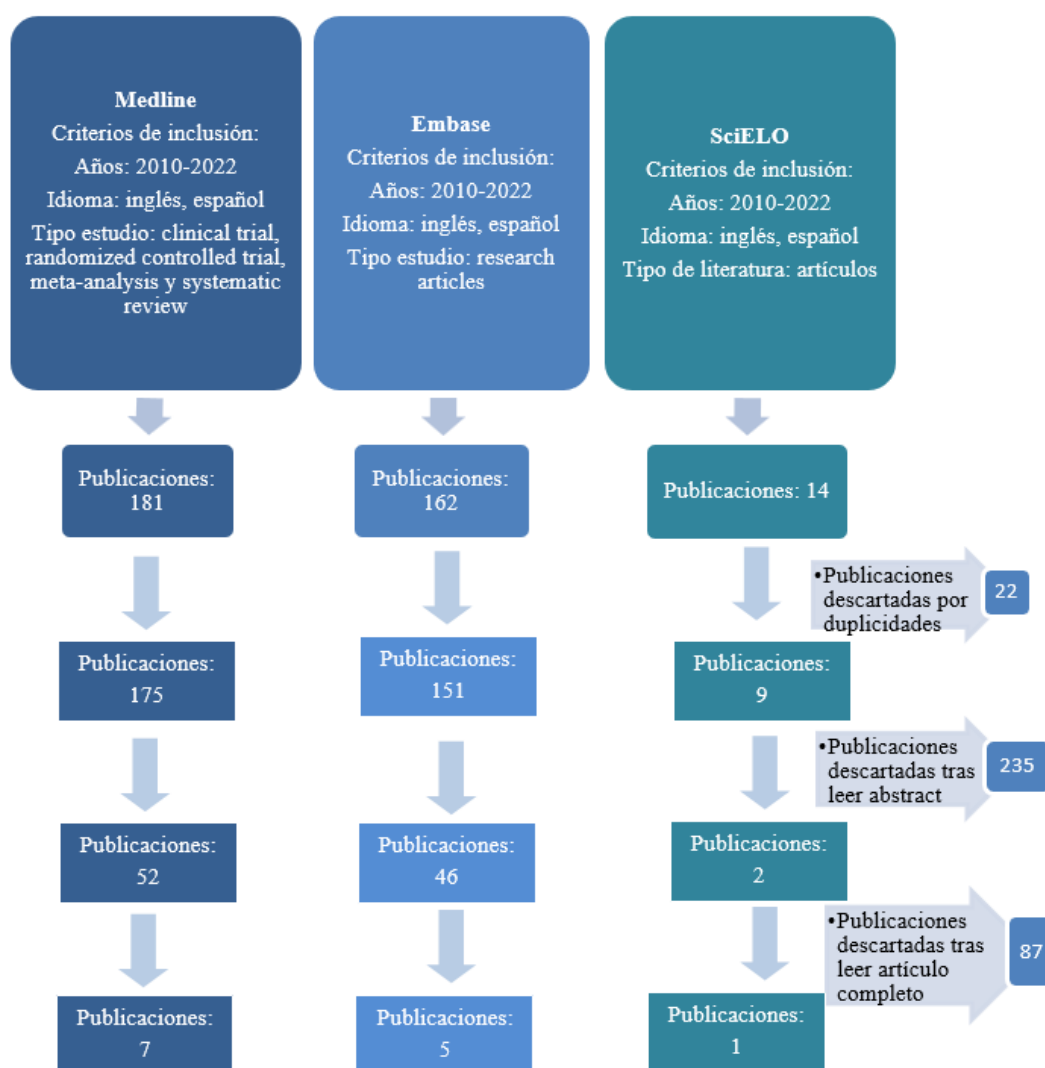 Medline
Criterios de inclusión:
Años: 2010-2022
Idioma: inglés, español
Tipo estudio: clinical trial,
randomized controlled trial,
meta-analysis y systematic
review
Embase
Criterios de inclusión:
Años: 2010-2022
Idioma: inglés, español
Tipo estudio: research
articles
SciELO
Criterios de inclusión:
Años: 2010-2022
Idioma: inglés, español
Tipo de literatura: artículos
Publicaciones:
181
Publicaciones:
162
Publicaciones: 14
•Publicaciones
descartadas por
duplicidades
22
Publicaciones:
175
Publicaciones:
151
Publicaciones:
9
•Publicaciones
descartadas tras
leer abstract
235
Publicaciones:
52
Publicaciones:
46
Publicaciones:
2
•Publicaciones
descartadas tras
leer artículo
completo
87
Publicaciones:
7
Publicaciones:
5
Publicaciones:
1